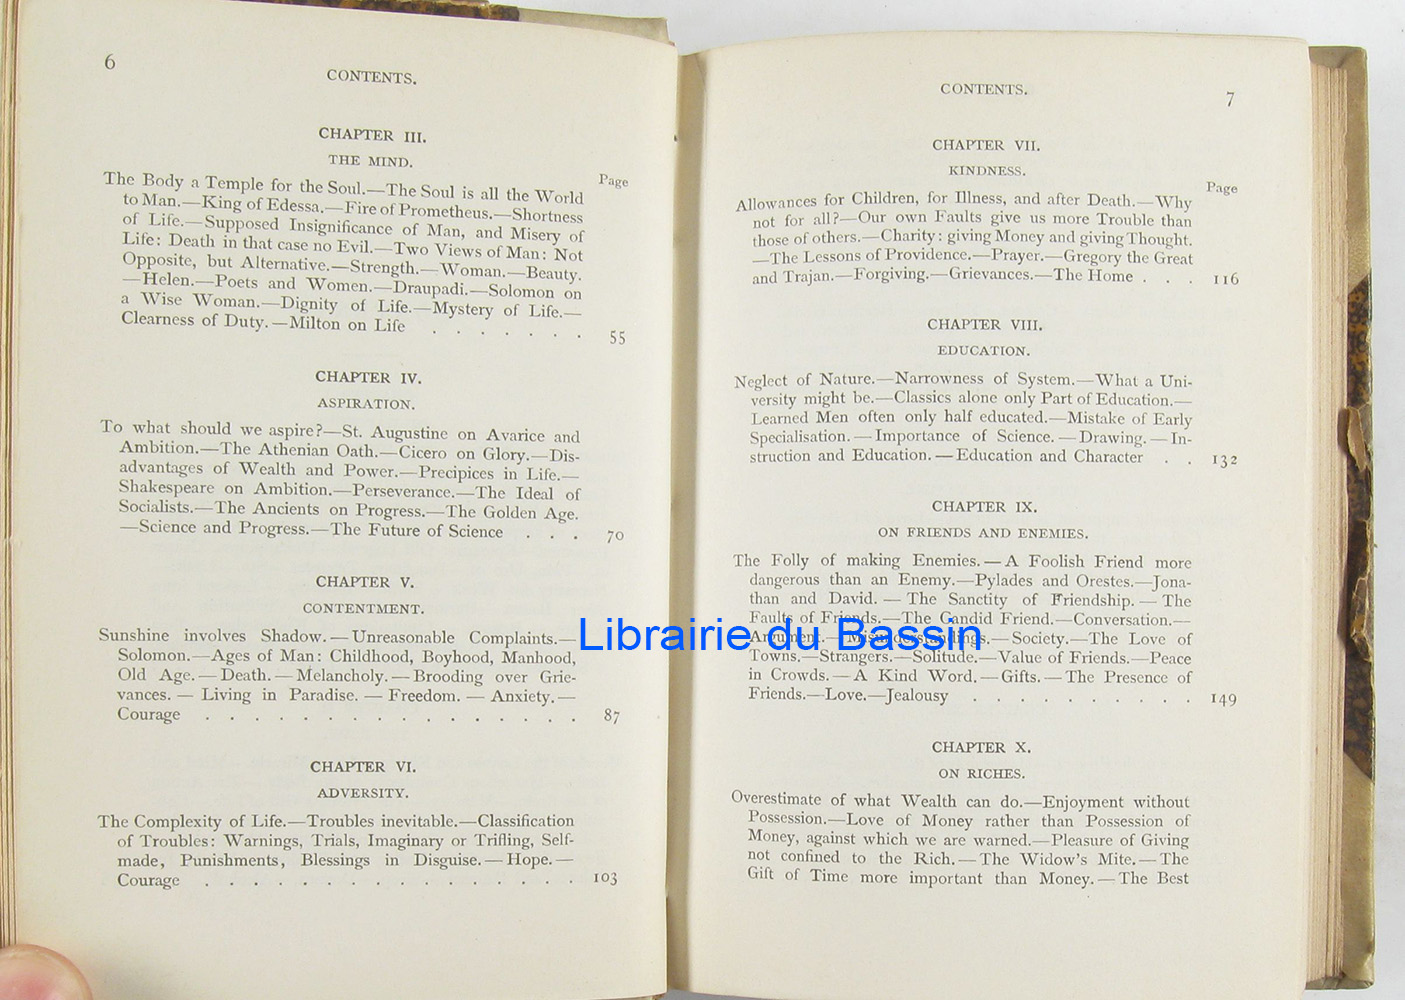 6
CONTENTS.
CHAPTER III.
THE MIND.
Page
The Body a Temple for the Soul.—The Soul is all the World
to Man.—King of Edessa.—Fire of Prometheus.—Shortness
of Life.—Supposed Insignificance of Man, and Misery of
Life: Death in that case no Evil.—Two Views of Man: Not
Opposite, but Alternative.—Strength.—Woman.—Beauty.
—Helen.—Poets and Women.—Draupadi.—Solomon on
a Wise Woman.—Dignity of Life.—Mystery of Life.—
Clearness of Duty.—Milton on Life . . . . . . . 55
CHAPTER IV.
ASPIRATION.
To what should we aspire?—St. Augustine on Avarice and
Ambition.—The Athenian Oath.—Cicero on Glory.—Dis-
advantages of Wealth and Power.—Precipices in Life.—
Shakespeare on Ambition.—Perseverance.—The Ideal of
Socialists.—The Ancients on Progress.—The Golden Age.
—Science and Progress.—The Future of Science . . . 70
CHAPTER V.
CONTENTMENT.
Sunshine involves Shadow.—Unreasonable Complaints.—
Solomon.—Ages of Man: Childhood, Boyhood, Manhood,
Old Age.—Death.—Melancholy.—Brooding over Grie-
vances.—Living in Paradise.—Freedom.—Anxiety.—
Courage . . . . . . . . . . . . . . . . 87
CHAPTER VI.
ADVERSITY.
The Complexity of Life.—Troubles inevitable.—Classification
of Troubles: Warnings, Trials, Imaginary or Trifling, Self-
made, Punishments, Blessings in Disguise.—Hope.—
Courage . . . . . . . . . . . . . . . . 103
CONTENTS.
7
CHAPTER VII.
KINDNESS.
Page
Allowances for Children, for Illness, and after Death.—Why
not for all?—Our own Faults give us more Trouble than
those of others.—Charity: giving Money and giving Thought.
—The Lessons of Providence.—Prayer.—Gregory the Great
and Trajan.—Forgiving.—Grievances.—The Home . . . 116
CHAPTER VIII.
EDUCATION.
Neglect of Nature.—Narrowness of System.—What a Uni-
versity might be.—Classics alone only Part of Education.—
Learned Men often only half educated.—Mistake of Early
Specialisation.—Importance of Science.—Drawing.—In-
struction and Education.—Education and Character . . 132
CHAPTER IX.
ON FRIENDS AND ENEMIES.
The Folly of making Enemies.—A Foolish Friend more
dangerous than an Enemy.—Pylades and Orestes.—Jona-
than and David.—The Sanctity of Friendship.—The
Faults of Friends.—The Candid Friend.—Conversation.—
Argument.—Misunderstandings.—Society.—The Love of
Towns.—Strangers.—Solitude.—Value of Friends.—Peace
in Crowds.—A Kind Word.—Gifts.—The Presence of
Friends.—Love.—Jealousy . . . . . . . . . . 149
CHAPTER X.
ON RICHES.
Overestimate of what Wealth can do.—Enjoyment without
Possession.—Love of Money rather than Possession of
Money, against which we are warned.—Pleasure of Giving
not confined to the Rich.—The Widow's Mite.—The
Gift of Time more important than Money.—The Best
Librairie du Bassin